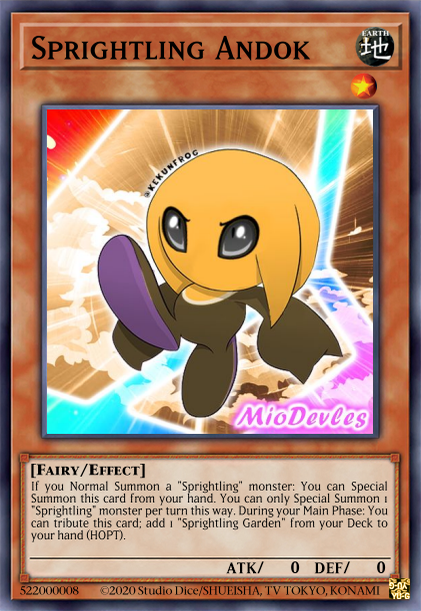 Sprightling Andok
EARTH
地
@KEKUNFROG
MioDevles
[Fairy/Effect]
If you Normal Summon a "Sprightling" monster: You can Special
Summon this card from your hand. You can only Special Summon 1
"Sprightling" monster per turn this way. During your Main Phase: You
can tribute this card; add 1 "Sprightling Garden" from your Deck to
your hand (HOPT).
ATK/ 0 DEF/ 0
522000008 ©2020 Studio Dice/SHUEISHA, TV TOKYO, KONAMI